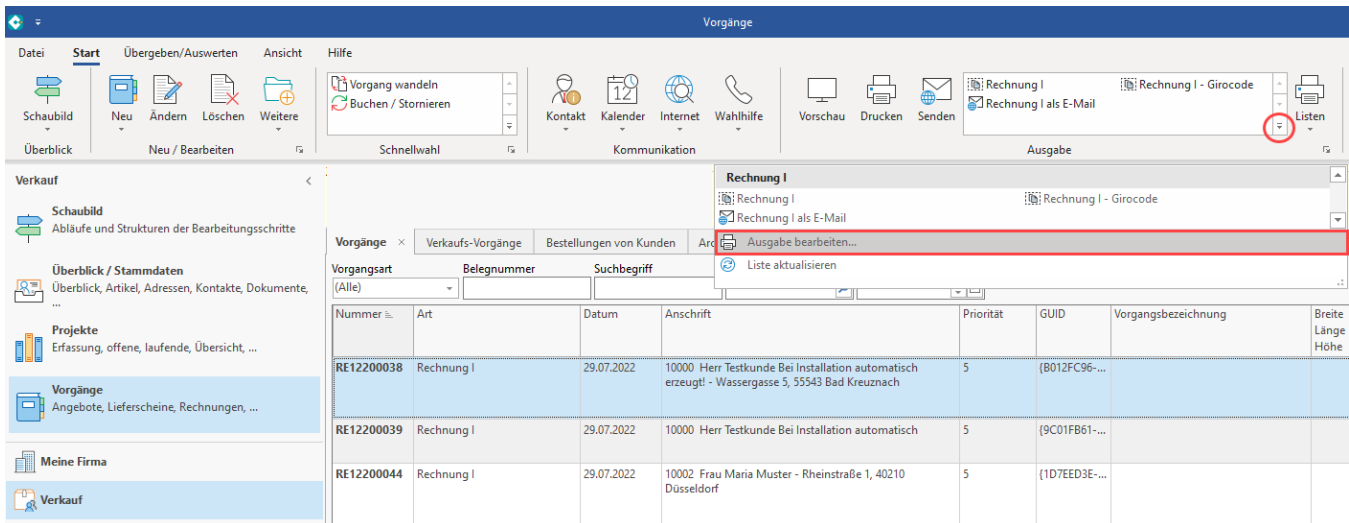 Vorgänge
Datei Start Übergeben/Auswerten Ansicht Hilfe
Schaubild
Überblick
Neu Ändern Löschen Weitere
Neu / Bearbeiten
Vorgang wandeln
Buchen / Stornieren
Schnellwahl
12
Kontakt Kalender Internet Wahlhilfe
Kommunikation
Vorschau Drucken Senden
Rechnung I Rechnung I - Girocode
Rechnung I als E-Mail
Listen
Ausgabe
Verkauf
Schaubild
Abläufe und Strukturen der Bearbeitungsschritte
Überblick / Stammdaten
Überblick, Artikel, Adressen, Kontakte, Dokumente,
...
Projekte
Erfassung, offene, laufende, Übersicht, ...
Vorgänge
Angebote, Lieferscheine, Rechnungen, ...
Meine Firma
Verkauf
Rechnung I
Rechnung I Rechnung I - Girocode
Rechnung I als E-Mail
Ausgabe bearbeiten...
Liste aktualisieren
Vorgänge Verkaufs-Vorgänge Bestellungen von Kunden
Vorgangsart Belegnummer Suchbegriff
(Alle)
Nummer Art Datum Anschrift Priorität GUID Vorgangsbezeichnung Breite
Länge
Höhe
RE12200038 Rechnung I 29.07.2022 10000 Herr Testkunde Bei Installation automatisch 5 {B012FC96-...
erzeugt! - Wassergasse 5, 55543 Bad Kreuznach
RE12200039 Rechnung I 29.07.2022 10000 Herr Testkunde Bei Installation automatisch 5 {9C01FB61-...
RE12200044 Rechnung I 29.07.2022 10002 Frau Maria Muster - Rheinstraße 1, 40210 5 {1D7EED3E-...
Düsseldorf